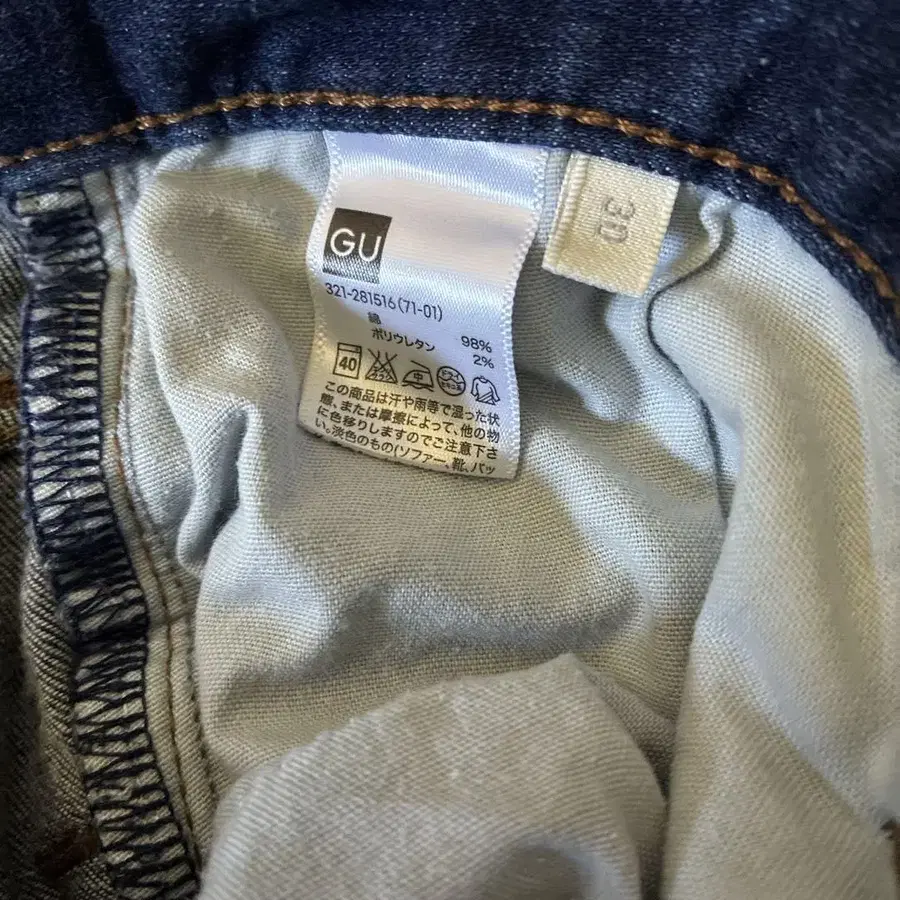 GU
321-281516(71-01)
綿 98%
ポリウレタン 2%
40 中
この商品は汗や雨等で湿った状
態、または摩擦によって、他の物
に色移りしますのでご注意下さ
い。淡色のもの(ソファー、靴、バッ
30